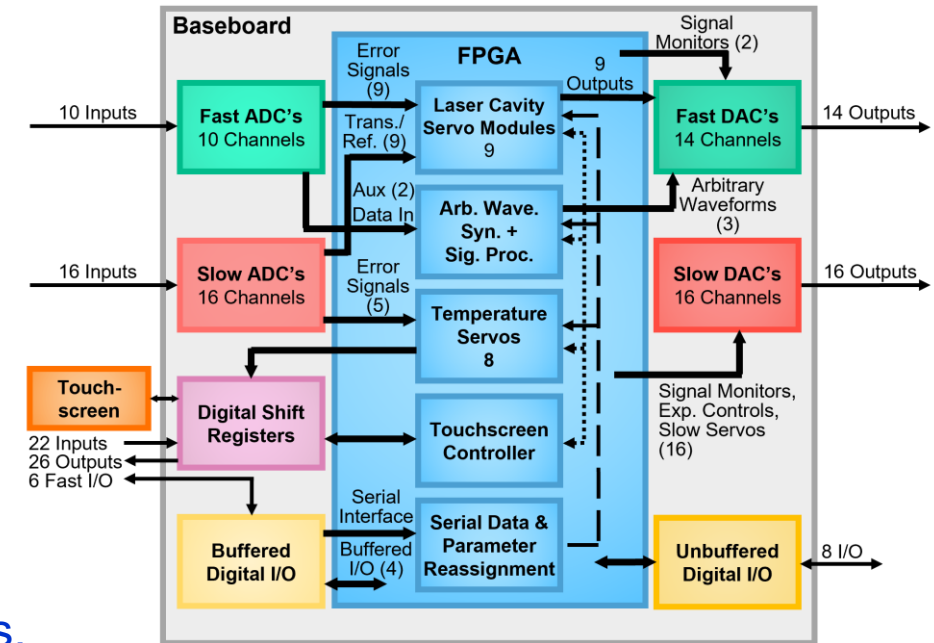 Baseboard
FPGA
Signal
Monitors (2)
Error
Signals
(9)
9
Outputs
10 Inputs
Fast ADC's
10 Channels
Laser Cavity
Servo Modules
9
Fast DAC's
14 Channels
14 Outputs
Trans./
Ref. (9)
Aux (2)
Data In
Arb. Wave.
Syn. +
Sig. Proc.
Arbitrary
Waveforms
(3)
16 Inputs
Slow ADC's
16 Channels
Error
Signals
(5)
Temperature
Servos
8
Slow DAC's
16 Channels
16 Outputs
Touch-
screen
Digital Shift
Registers
Touchscreen
Controller
Signal Monitors,
Exp. Controls,
Slow Servos
(16)
22 Inputs
26 Outputs
6 Fast I/O
Serial
Interface
Buffered
I/O (4)
Buffered
Digital I/O
Serial Data &
Parameter
Reassignment
Unbuffered
Digital I/O
8 I/O
s.